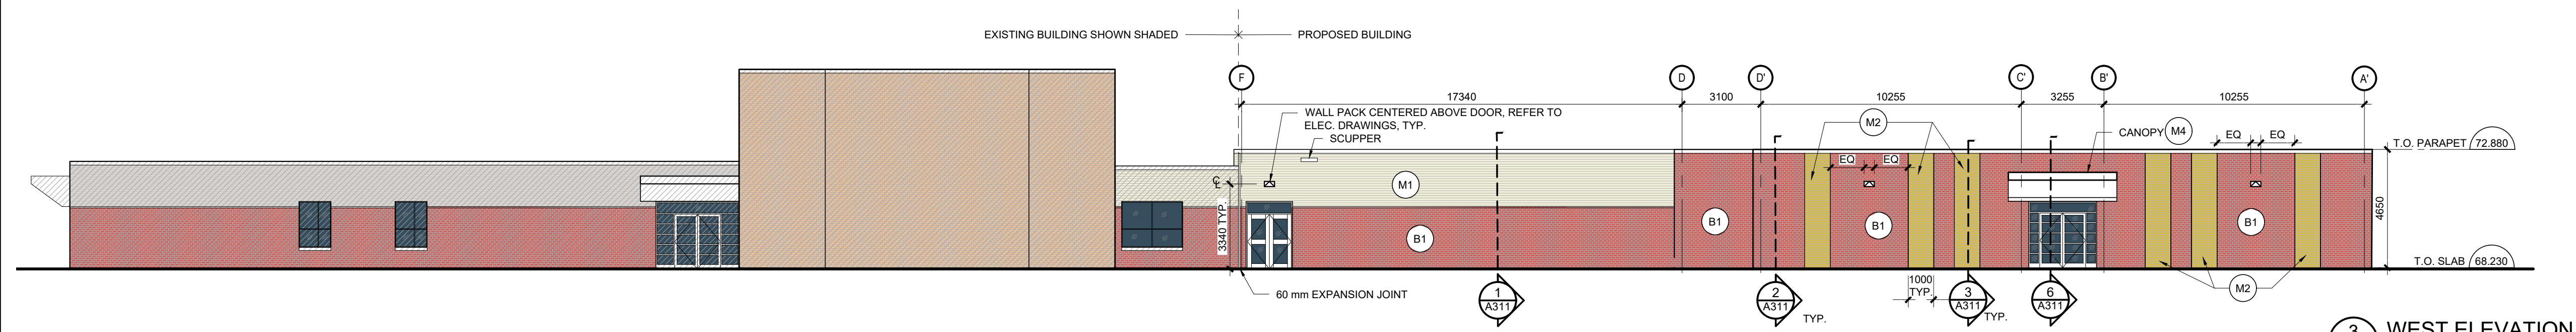 EXISTING BUILDING SHOWN SHADED
PROPOSED BUILDING
F
D
D'
C'
B'
A'
17340
3100
10255
3255
10255
WALL PACK CENTERED ABOVE DOOR, REFER TO
ELEC. DRAWINGS, TYP.
SCUPPER
M2
CANOPY
M4
EQ
EQ
T.O. PARAPET
72.880
EQ
EQ
M1
℄
3340 TYP.
B1
B1
B1
B1
4650
T.O. SLAB
68.230
60 mm EXPANSION JOINT
1
A311
2
A311
TYP.
1000
TYP.
3
A311
TYP.
6
A311
M2
3
WEST ELEVATION